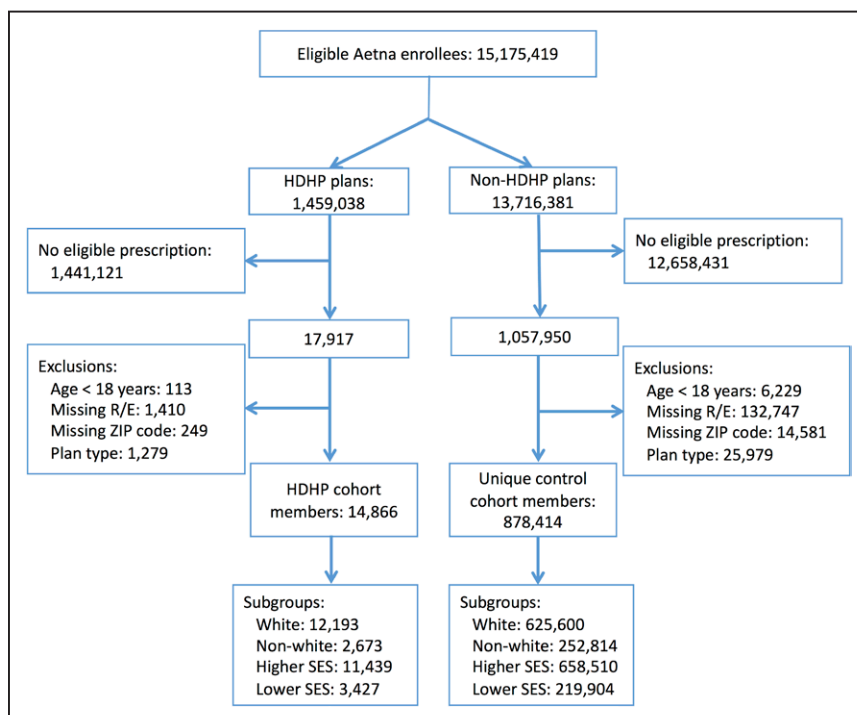 Eligible Aetna enrollees: 15,175,419
HDHP plans:
1,459,038
Non-HDHP plans:
13,716,381
No eligible prescription:
1,441,121
No eligible prescription:
12,658,431
17,917
1,057,950
Exclusions:
Age < 18 years: 113
Missing R/E: 1,410
Missing ZIP code: 249
Plan type: 1,279
Exclusions:
Age < 18 years: 6,229
Missing R/E: 132,747
Missing ZIP code: 14,581
Plan type: 25,979
HDHP cohort
members: 14,866
Unique control
cohort members:
878,414
Subgroups:
White: 12,193
Non-white: 2,673
Higher SES: 11,439
Lower SES: 3,427
Subgroups:
White: 625,600
Non-white: 252,814
Higher SES: 658,510
Lower SES: 219,904